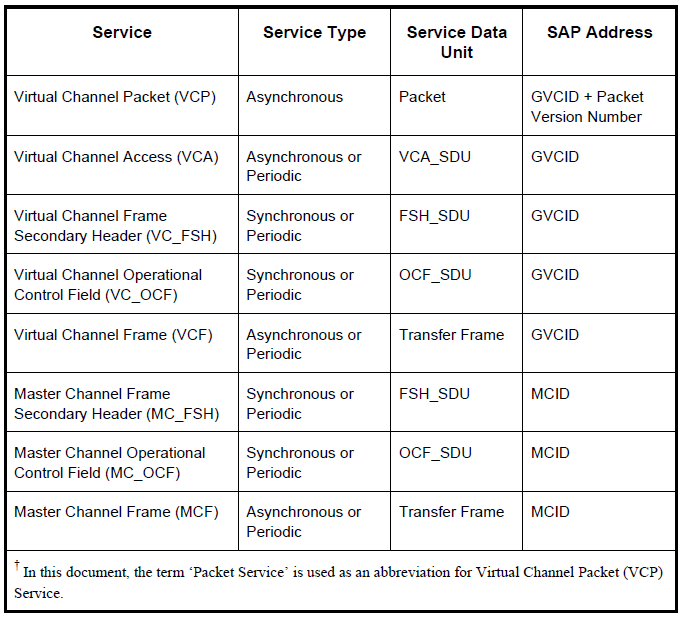 Service Service Type Service Data SAP Address
Unit
Virtual Channel Packet (VCP) Asynchronous Packet GVCID + Packet
Version Number
Virtual Channel Access (VCA) Asynchronous or VCA_SDU GVCID
Periodic
Virtual Channel Frame Synchronous or FSH_SDU GVCID
Secondary Header (VC_FSH) Periodic
Virtual Channel Operational Synchronous or OCF_SDU GVCID
Control Field (VC_OCF) Periodic
Virtual Channel Frame (VCF) Asynchronous or Transfer Frame GVCID
Periodic
Master Channel Frame Synchronous or FSH_SDU MCID
Secondary Header (MC_FSH) Periodic
Master Channel Operational Synchronous or OCF_SDU MCID
Control Field (MC_OCF) Periodic
Master Channel Frame (MCF) Asynchronous or Transfer Frame MCID
Periodic
† In this document, the term ‘Packet Service’ is used as an abbreviation for Virtual Channel Packet (VCP)
Service.